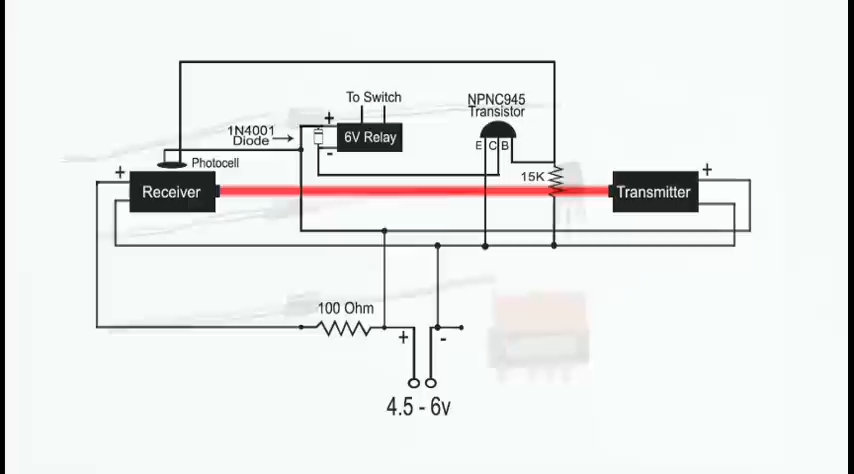 To Switch
NPNC945
Transistor
+
1N4001
Diode
6V Relay
-
E C B
Photocell
+
Receiver
15K
Transmitter
+
100 Ohm
+
-
4.5 - 6v